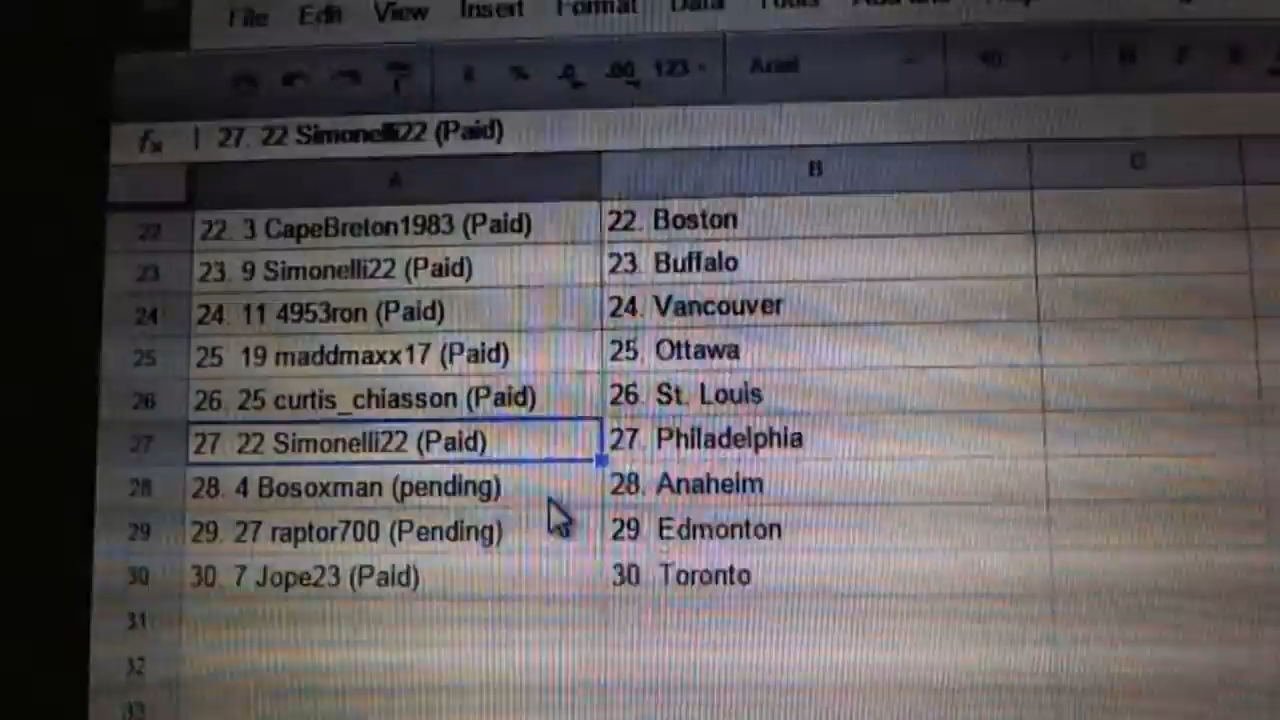 File Edit View Insert Format Data Tools
% .0 .00 123 Arial
fx 27. 22 Simonelli22 (Paid)
A B C
22 22. 3 CapeBreton1983 (Paid) 22. Boston
23 23. 9 Simonelli22 (Paid) 23. Buffalo
24 24. 11 4953ron (Paid) 24. Vancouver
25 25 19 maddmaxx17 (Paid) 25. Ottawa
26 26. 25 curtis_chiasson (Paid) 26. St. Louis
27 27. 22 Simonelli22 (Paid) 27. Philadelphia
28 28. 4 Bosoxman (pending) 28. Anaheim
29 29. 27 raptor700 (Pending) 29 Edmonton
30 30. 7 Jope23 (Paid) 30 Toronto
31
32
33